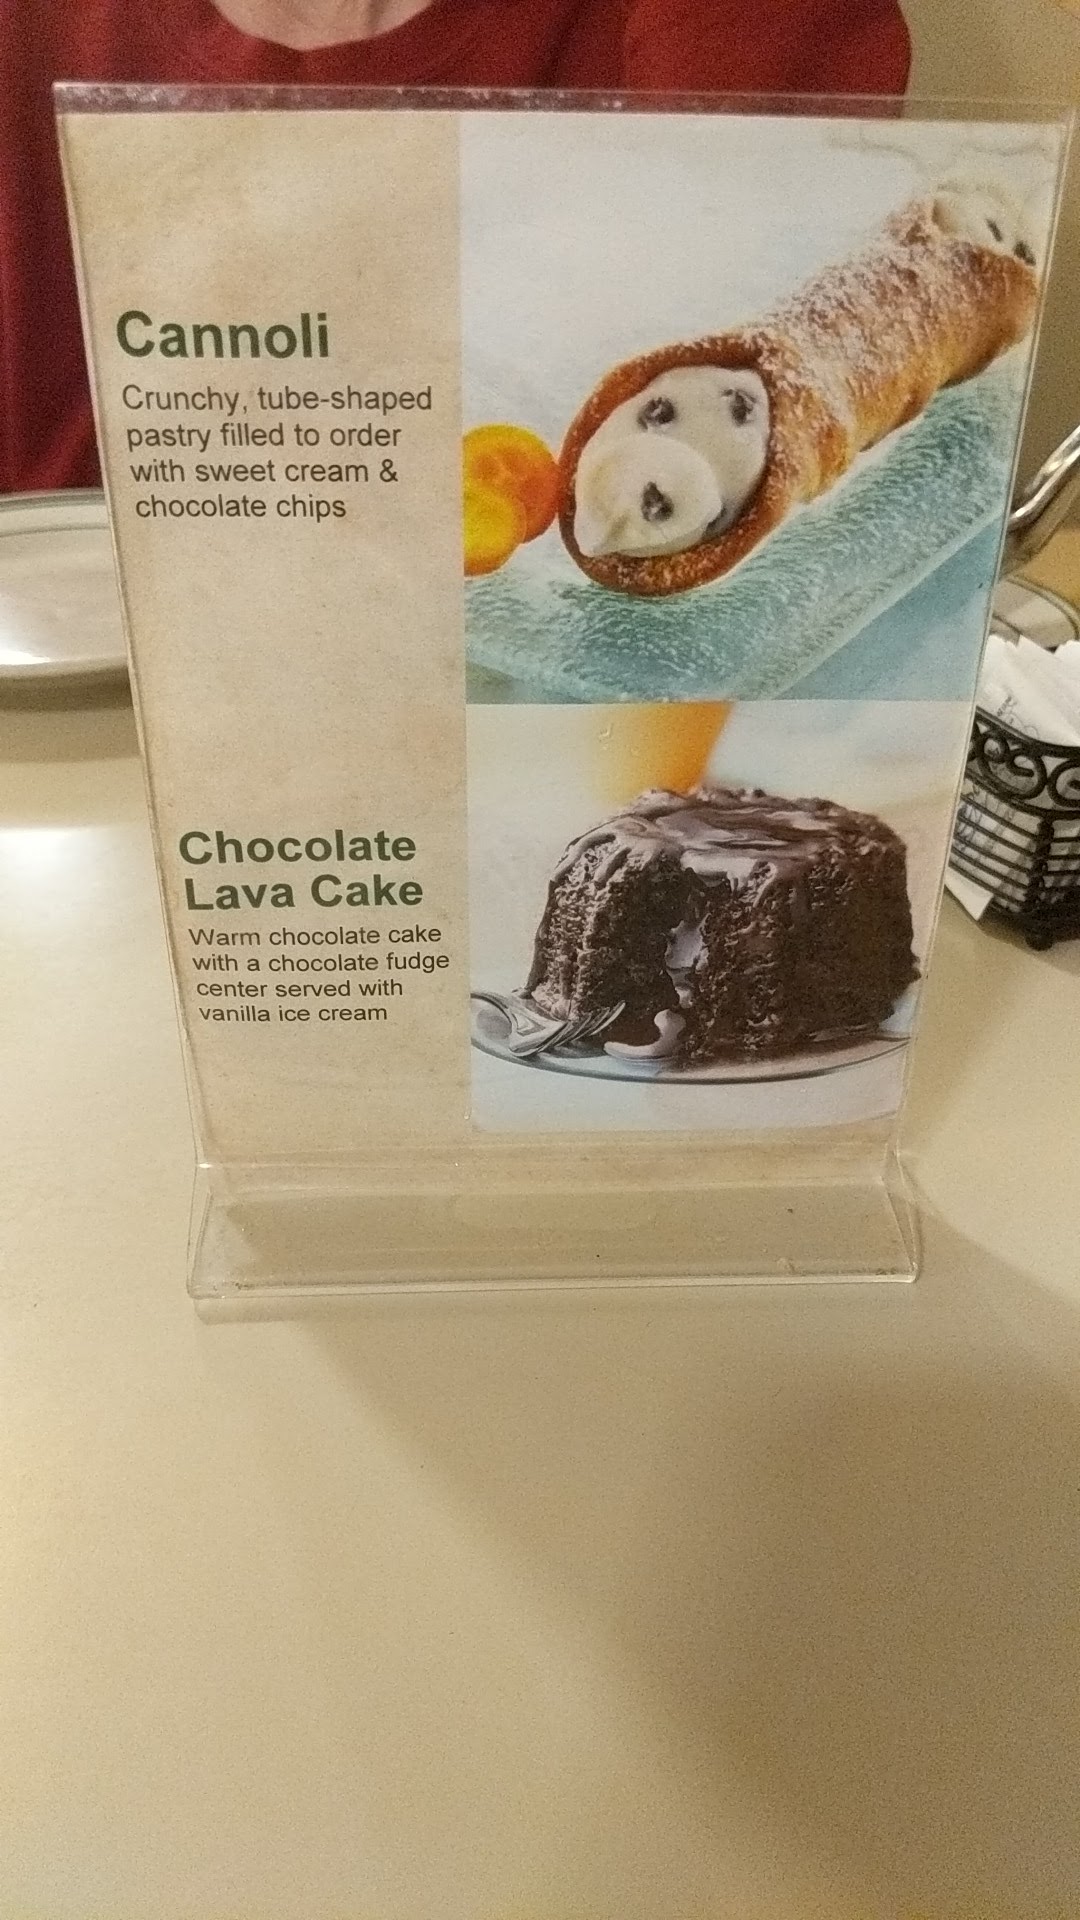 Cannoli
Crunchy, tube-shaped
pastry filled to order
with sweet cream &
chocolate chips
Chocolate
Lava Cake
Warm chocolate cake
with a chocolate fudge
center served with
vanilla ice cream